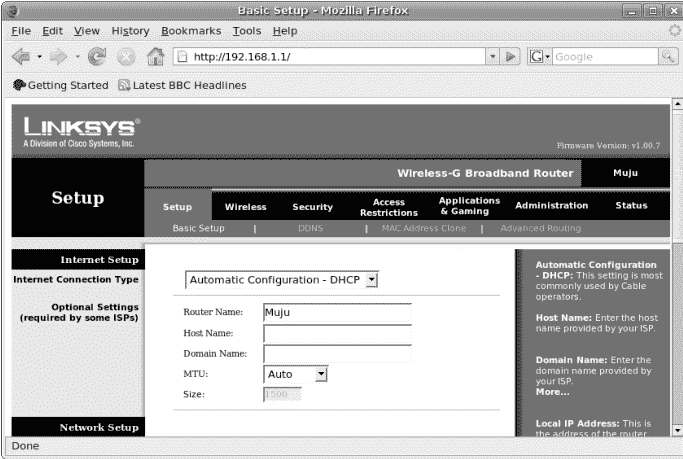 Basic Setup - Mozilla Firefox
File Edit View History Bookmarks Tools Help
http://192.168.1.1/
G Google
Getting Started Latest BBC Headlines
LINKSYS®
A Division of Cisco Systems, Inc.
Firmware Version: v1.00.7
Wireless-G Broadband Router Muju
Setup
Setup Wireless Security Access Restrictions Applications & Gaming Administration Status
Basic Setup | DDNS | MAC Address Clone | Advanced Routing
Internet Setup
Internet Connection Type
Automatic Configuration - DHCP
Optional Settings
(required by some ISPs)
Router Name: Muju
Host Name:
Domain Name:
MTU: Auto
Size: 1500
Network Setup
Automatic Configuration
- DHCP: This setting is most
commonly used by Cable
operators.
Host Name: Enter the host
name provided by your ISP.
Domain Name: Enter the
domain name provided by
your ISP.
More...
Local IP Address: This is
the address of the router
Done